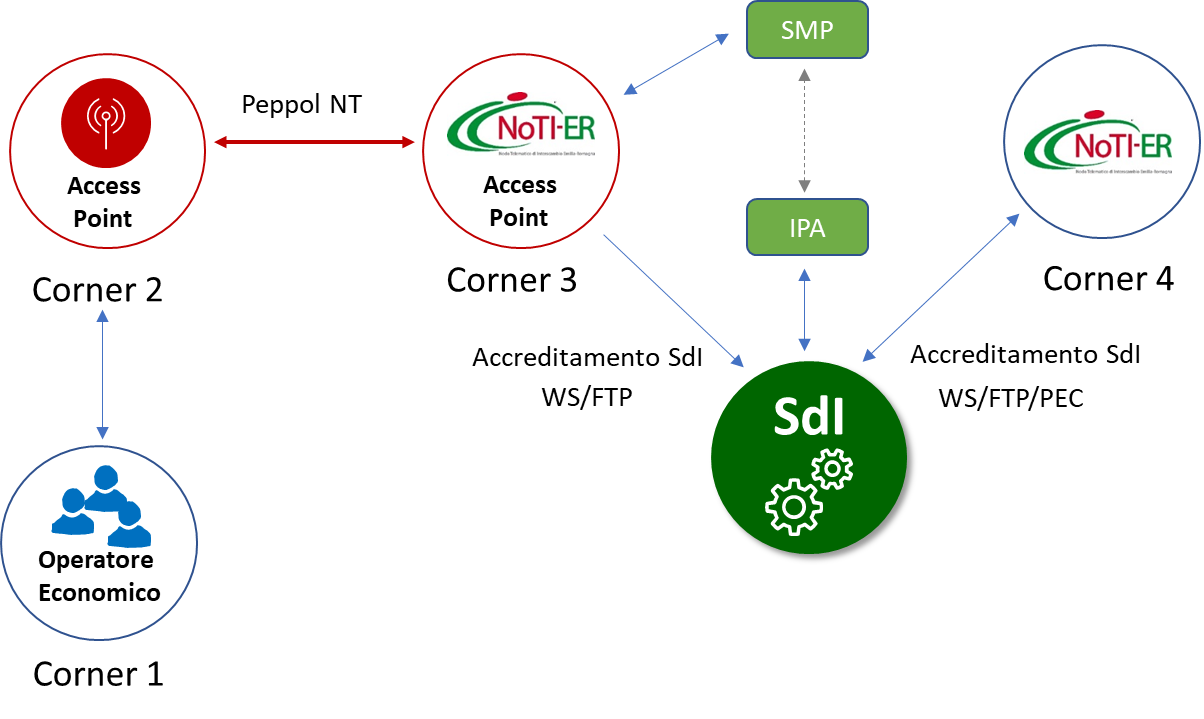 SMP
Peppol NT
NoTI-ER
NoTI-ER
Access
Point
Access
Point
IPA
Corner 2
Corner 3
Corner 4
Accreditamento SdI
WS/FTP
Accreditamento SdI
WS/FTP/PEC
SdI
Operatore
Economico
Corner 1